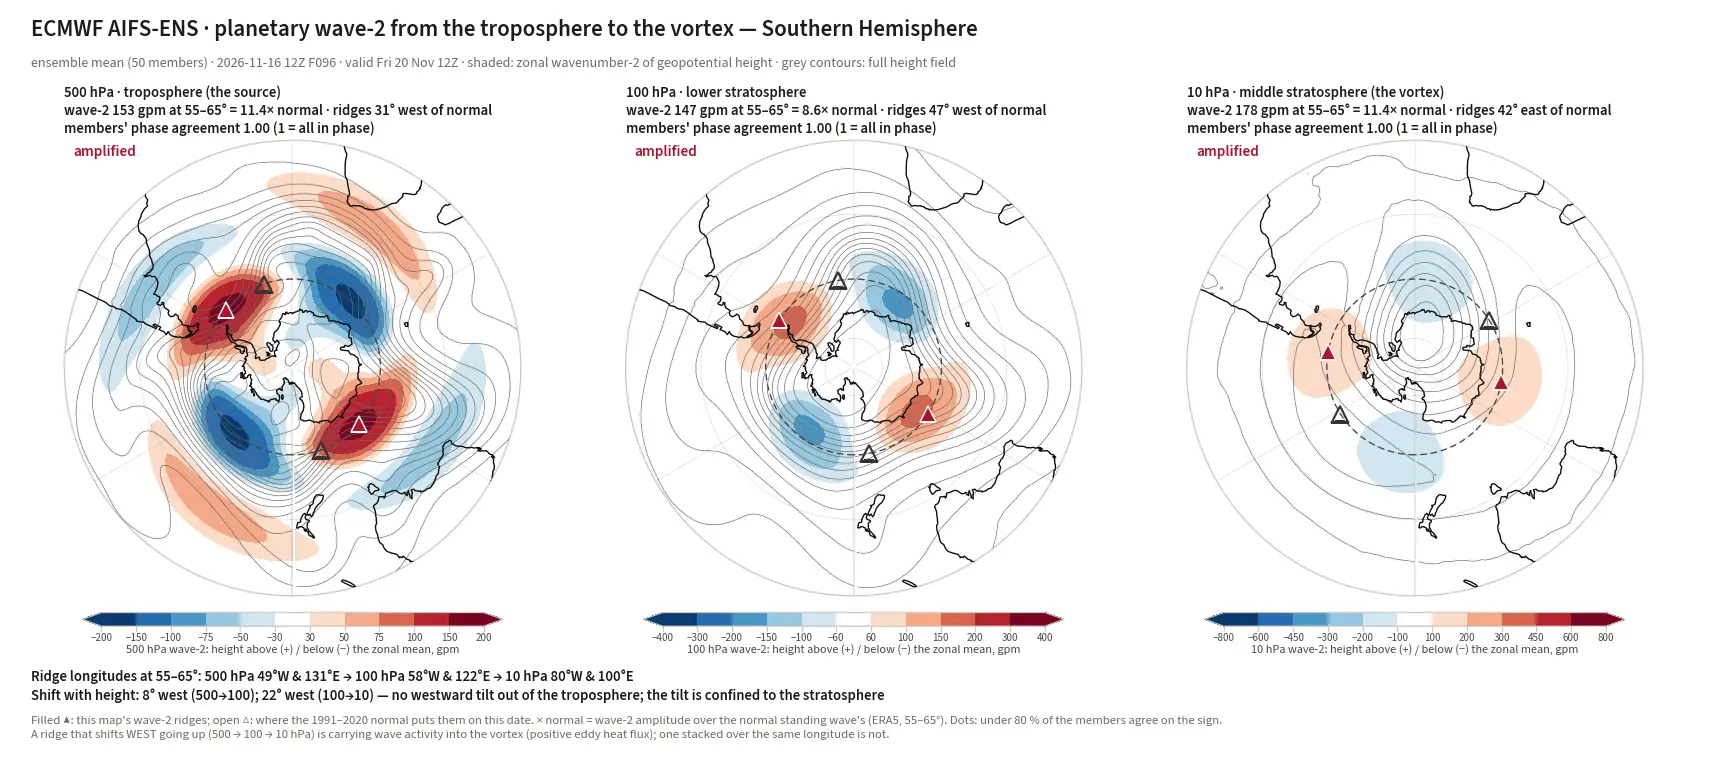 ECMWF AIFS-ENS · planetary wave-2 from the troposphere to the vortex — Southern Hemisphere
ensemble mean (50 members) · 2026-11-16 12Z F096 · valid Fri 20 Nov 12Z · shaded: zonal wavenumber-2 of geopotential height · grey contours: full height field
500 hPa · troposphere (the source)
wave-2 153 gpm at 55–65° = 11.4× normal · ridges 31° west of normal
members' phase agreement 1.00 (1 = all in phase)
amplified
100 hPa · lower stratosphere
wave-2 147 gpm at 55–65° = 8.6× normal · ridges 47° west of normal
members' phase agreement 1.00 (1 = all in phase)
amplified
10 hPa · middle stratosphere (the vortex)
wave-2 178 gpm at 55–65° = 11.4× normal · ridges 42° east of normal
members' phase agreement 1.00 (1 = all in phase)
amplified
−200 −150 −100 −75 −50 −30 30 50 75 100 150 200
500 hPa wave-2: height above (+) / below (−) the zonal mean, gpm
−400 −300 −200 −150 −100 −60 60 100 150 200 300 400
100 hPa wave-2: height above (+) / below (−) the zonal mean, gpm
−800 −600 −450 −300 −200 −100 100 200 300 450 600 800
10 hPa wave-2: height above (+) / below (−) the zonal mean, gpm
Ridge longitudes at 55–65°: 500 hPa 49°W & 131°E → 100 hPa 58°W & 122°E → 10 hPa 80°W & 100°E
Shift with height: 8° west (500→100); 22° west (100→10) — no westward tilt out of the troposphere; the tilt is confined to the stratosphere
Filled ▲: this map's wave-2 ridges; open △: where the 1991–2020 normal puts them on this date. × normal = wave-2 amplitude over the normal standing wave's (ERA5, 55–65°). Dots: under 80 % of the members agree on the sign.
A ridge that shifts WEST going up (500 → 100 → 10 hPa) is carrying wave activity into the vortex (positive eddy heat flux); one stacked over the same longitude is not.